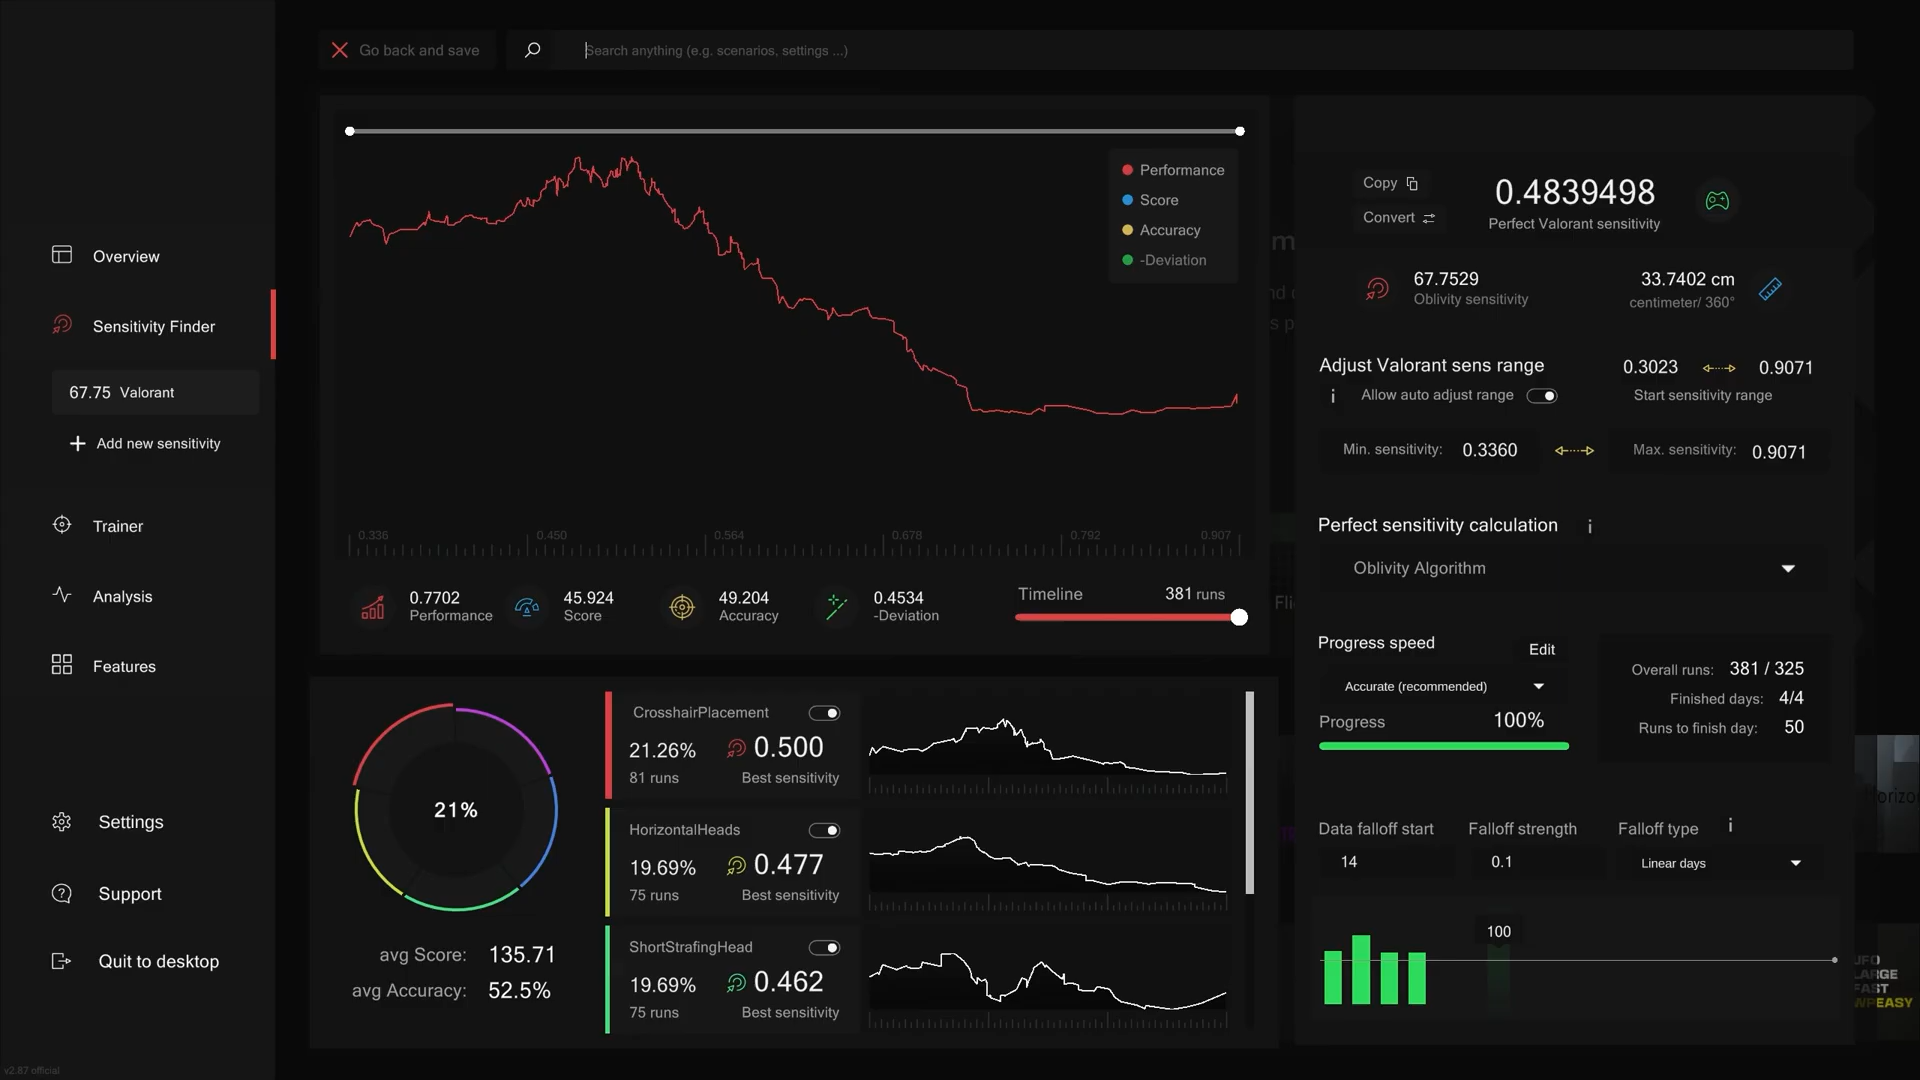 Go back and save
Search anything (e.g. scenarios, settings ...)
Overview
Sensitivity Finder
67.75 Valorant
Add new sensitivity
Trainer
Analysis
Features
Settings
Support
Quit to desktop
v2.87 official
Performance
Score
Accuracy
-Deviation
0.336 0.450 0.564 0.678 0.792 0.907
0.7702
Performance
45.924
Score
49.204
Accuracy
0.4534
-Deviation
Timeline 381 runs
21%
avg Score: 135.71
avg Accuracy: 52.5%
CrosshairPlacement
21.26% 0.500
81 runs Best sensitivity
HorizontalHeads
19.69% 0.477
75 runs Best sensitivity
ShortStrafingHead
19.69% 0.462
75 runs Best sensitivity
Copy
Convert
0.4839498
Perfect Valorant sensitivity
67.7529
Oblivity sensitivity
33.7402 cm
centimeter/ 360°
Adjust Valorant sens range
0.3023 0.9071
i Allow auto adjust range
Start sensitivity range
Min. sensitivity: 0.3360
Max. sensitivity: 0.9071
Perfect sensitivity calculation i
Oblivity Algorithm
Progress speed
Edit
Accurate (recommended)
Progress 100%
Overall runs: 381 / 325
Finished days: 4/4
Runs to finish day: 50
Data falloff start
14
Falloff strength
0.1
Falloff type i
Linear days
100
LARGE
FAST